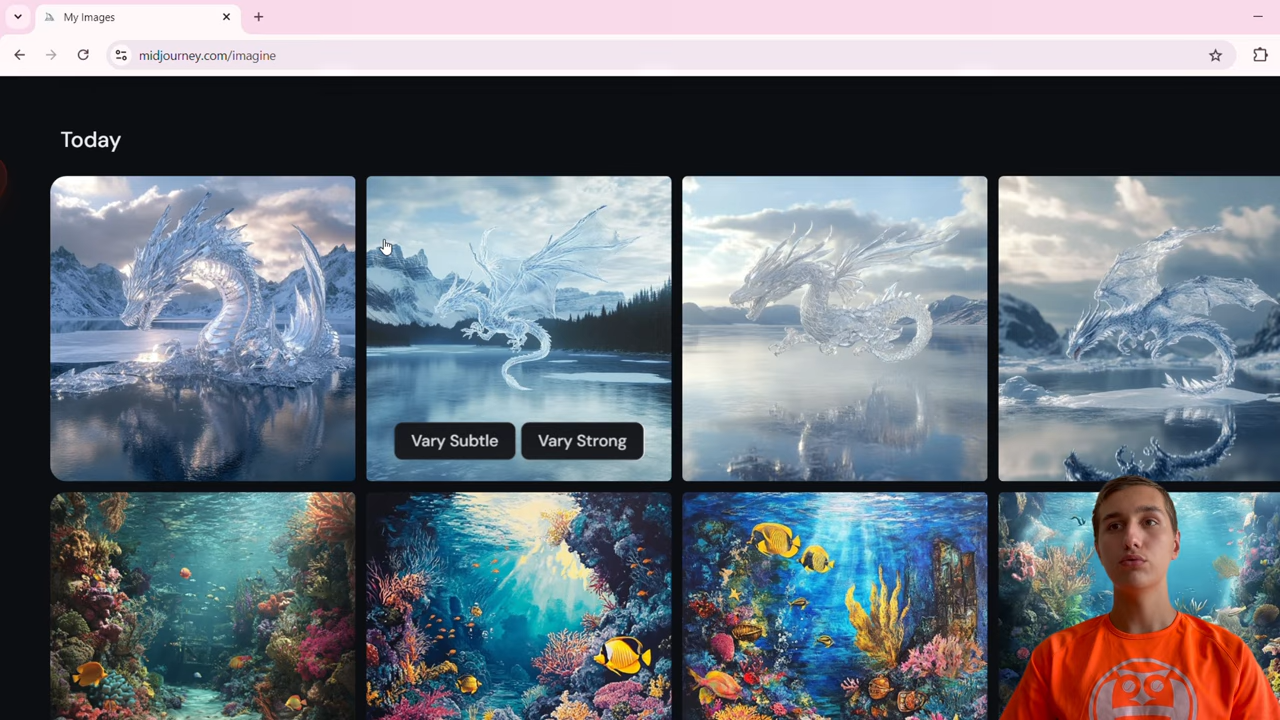 My Images
midjourney.com/imagine
Today
Vary Subtle
Vary Strong